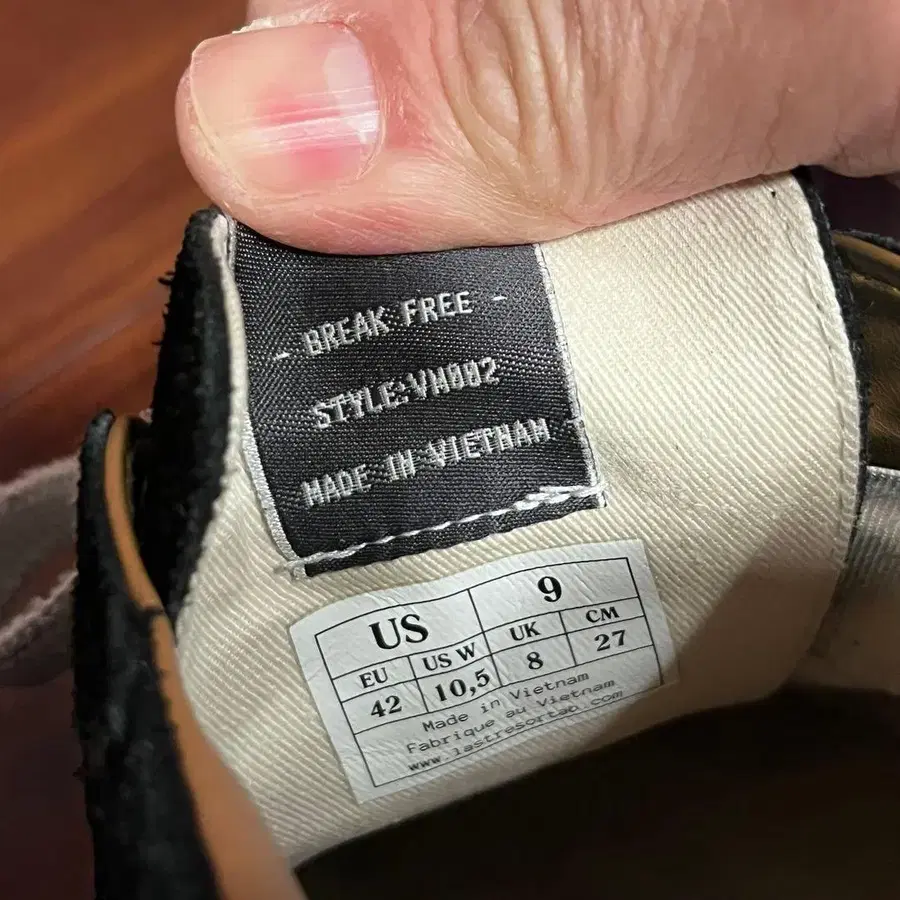 - BREAK FREE -
STYLE:VM002
MADE IN VIETNAM
US 9
EU US W UK CM
42 10,5 8 27
Made in Vietnam
Fabrique au Vietnam
www.lastresortab.com